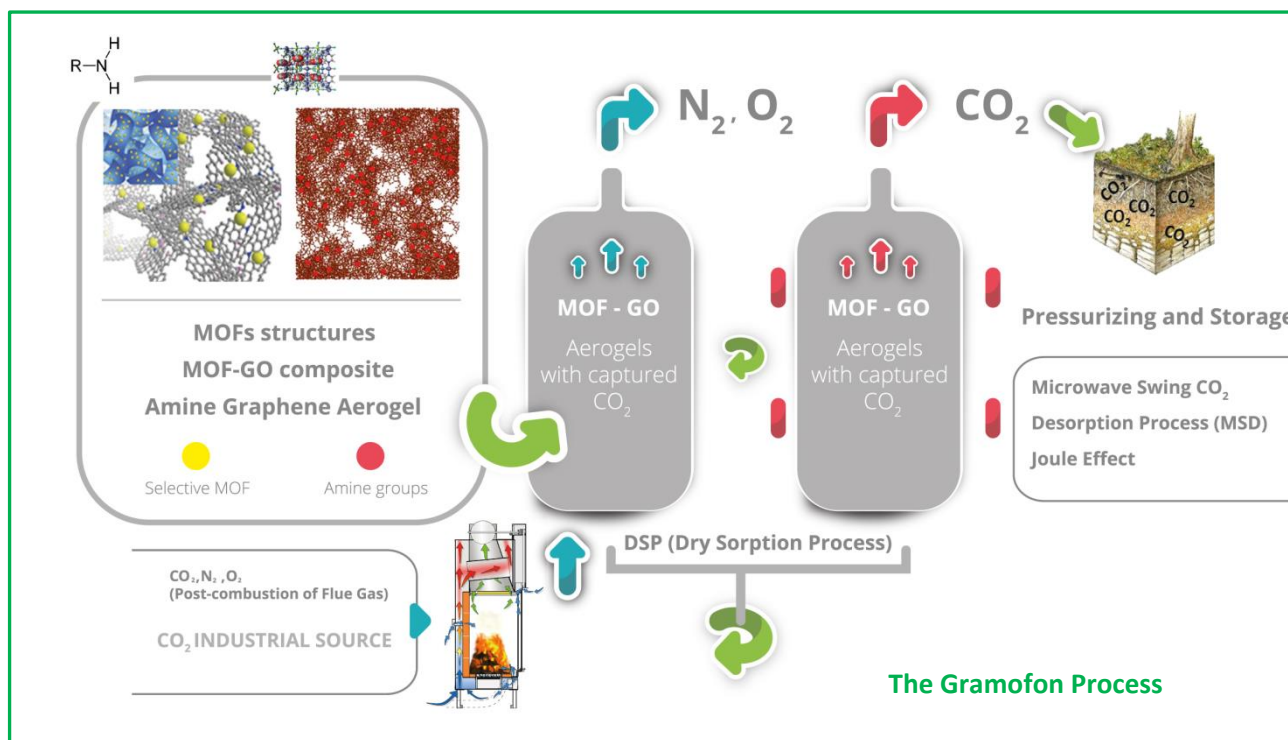 H
R—N
H
MOFs structures
MOF-GO composite
Amine Graphene Aerogel
Selective MOF
Amine groups
CO₂,N₂ ,O₂
(Post-combustion of Flue Gas)
CO₂ INDUSTRIAL SOURCE
N₂, O₂
MOF - GO
Aerogels
with captured
CO₂
CO₂
MOF - GO
Aerogels
with captured
CO₂
DSP (Dry Sorption Process)
CO₂
CO₂
CO₂
CO₂
CO₂
Pressurizing and Storage
Microwave Swing CO₂
Desorption Process (MSD)
Joule Effect
The Gramofon Process